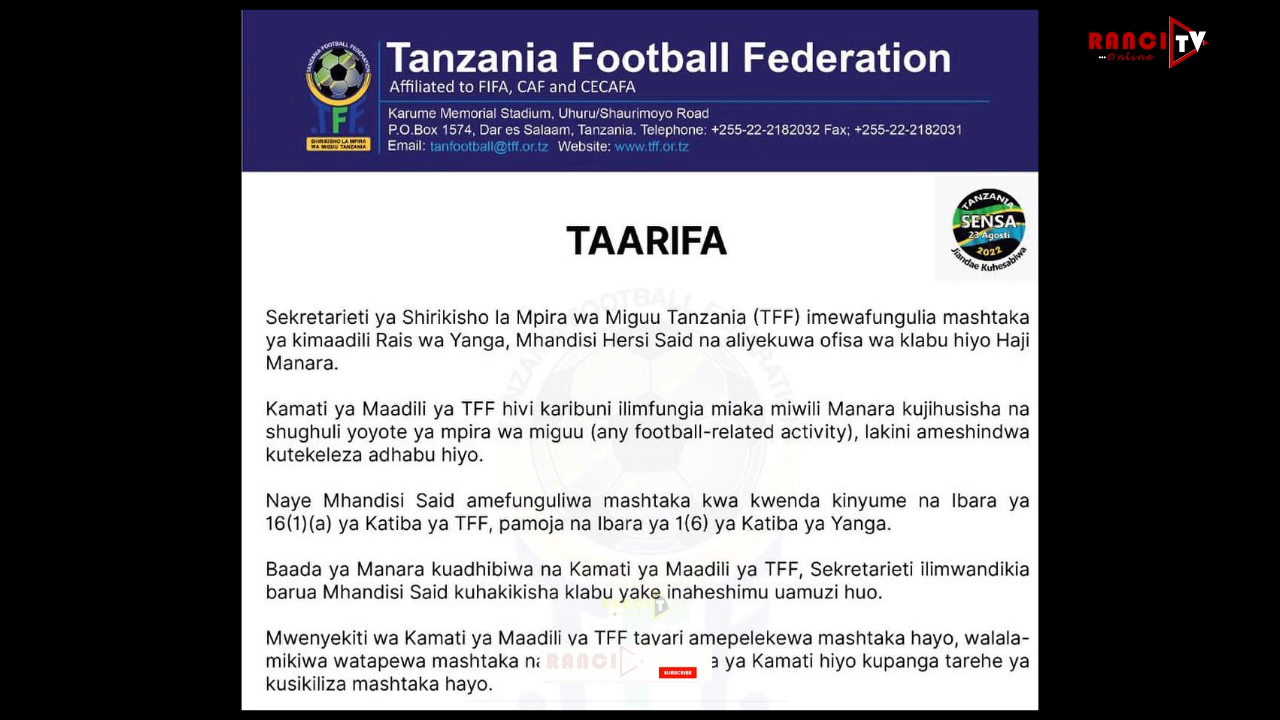 RANCI TV
...Online
Tanzania Football Federation
Affiliated to FIFA, CAF and CECAFA
Karume Memorial Stadium, Uhuru/Shaurimoyo Road
P.O.Box 1574, Dar es Salaam, Tanzania. Telephone: +255-22-2182032 Fax; +255-22-2182031
Email: tanfootball@tff.or.tz Website: www.tff.or.tz
TANZANIA FOOTBALL FEDERATION
TFF
SHIRIKISHO LA MPIRA
WA MIGUU TANZANIA
TANZANIA
SENSA
23 Agosti
2022
Jiandae Kuhesabiwa
TAARIFA
Sekretarieti ya Shirikisho la Mpira wa Miguu Tanzania (TFF) imewafungulia mashtaka
ya kimaadili Rais wa Yanga, Mhandisi Hersi Said na aliyekuwa ofisa wa klabu hiyo Haji
Manara.
Kamati ya Maadili ya TFF hivi karibuni ilimfungia miaka miwili Manara kujihusisha na
shughuli yoyote ya mpira wa miguu (any football-related activity), lakini ameshindwa
kutekeleza adhabu hiyo.
Naye Mhandisi Said amefunguliwa mashtaka kwa kwenda kinyume na Ibara ya
16(1)(a) ya Katiba ya TFF, pamoja na Ibara ya 1(6) ya Katiba ya Yanga.
Baada ya Manara kuadhibiwa na Kamati ya Maadili ya TFF, Sekretarieti ilimwandikia
barua Mhandisi Said kuhakikisha klabu yake inaheshimu uamuzi huo.
Mwenyekiti wa Kamati ya Maadili ya TFF tayari amepelekewa mashtaka hayo, walala-
mikiwa watapewa mashtaka na ya Kamati hiyo kupanga tarehe ya
RANCI
SUBSCRIBE
kusikiliza mashtaka hayo.